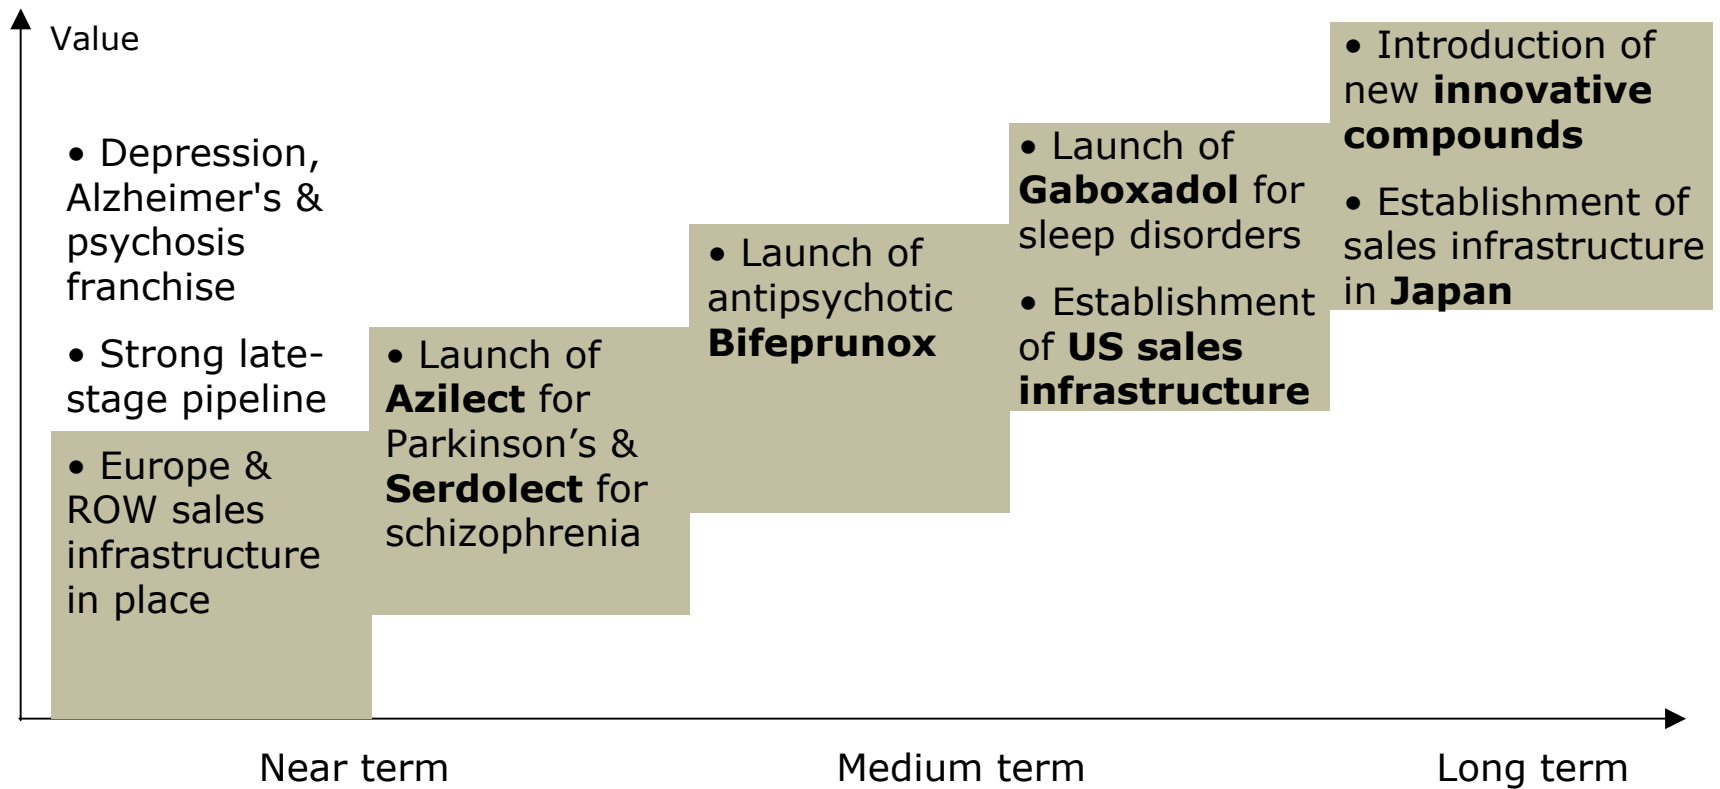 Value
• Depression,
Alzheimer's &
psychosis
franchise
• Strong late-
stage pipeline
• Europe &
ROW sales
infrastructure
in place
• Launch of
Azilect for
Parkinson’s &
Serdolect for
schizophrenia
• Launch of
antipsychotic
Bifeprunox
• Launch of
Gaboxadol for
sleep disorders
• Establishment
of US sales
infrastructure
• Introduction of
new innovative
compounds
• Establishment of
sales infrastructure
in Japan
Near term
Medium term
Long term